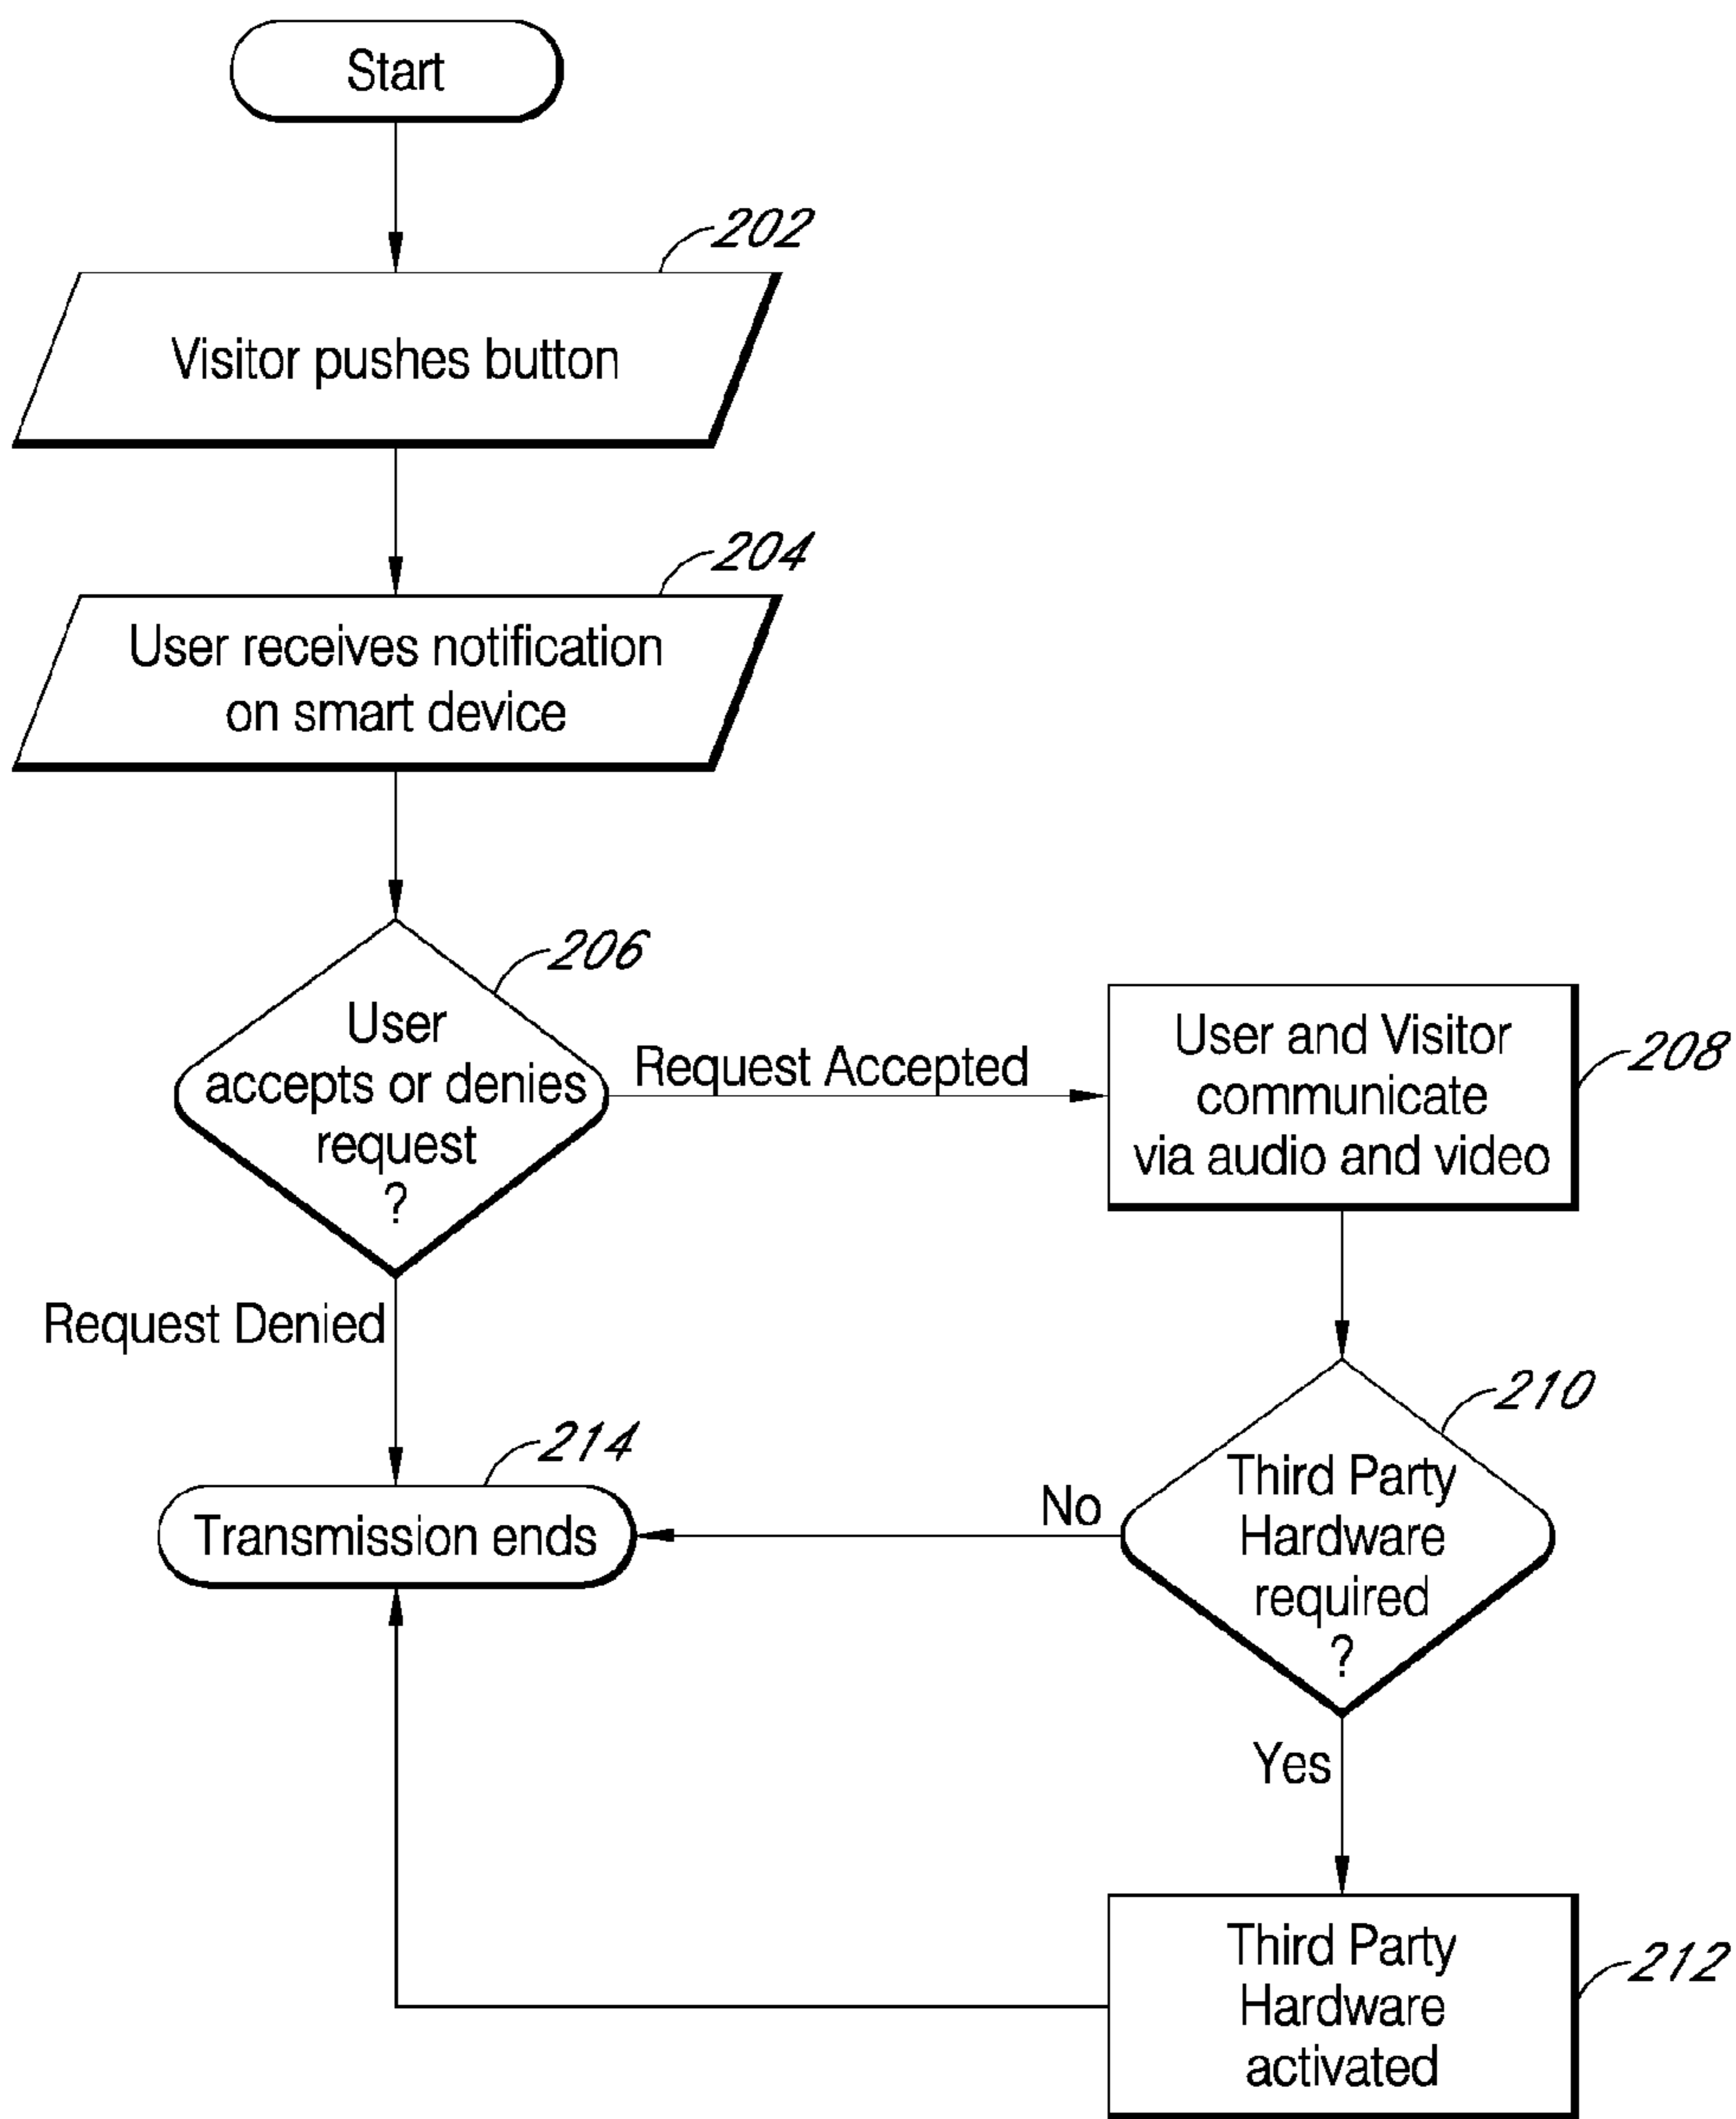 Start
202
Visitor pushes button
204
User receives notification
on smart device
206
User
accepts or denies
request
?
Request Accepted
User and Visitor
communicate
via audio and video
208
Request Denied
214
Transmission ends
No
210
Third Party
Hardware
required
?
Yes
Third Party
Hardware
activated
212